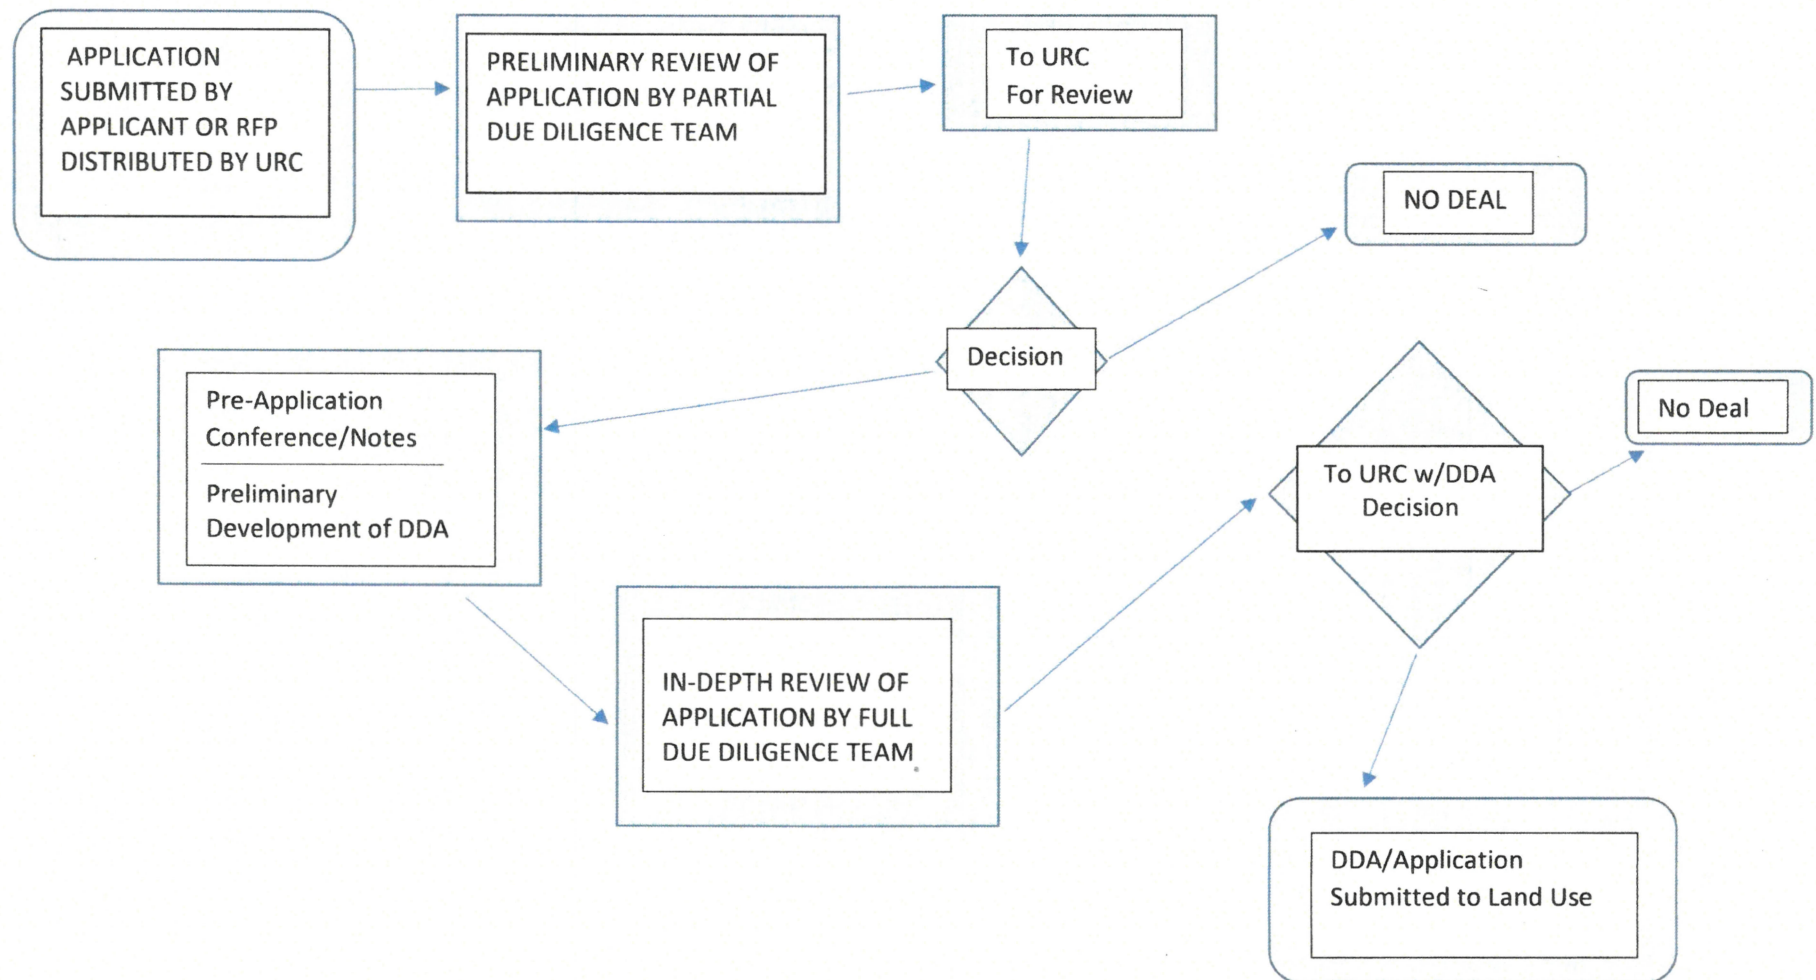 APPLICATION
SUBMITTED BY
APPLICANT OR RFP
DISTRIBUTED BY URC
PRELIMINARY REVIEW OF
APPLICATION BY PARTIAL
DUE DILIGENCE TEAM
To URC
For Review
NO DEAL
Decision
Pre-Application
Conference/Notes
Preliminary
Development of DDA
No Deal
To URC w/DDA
Decision
IN-DEPTH REVIEW OF
APPLICATION BY FULL
DUE DILIGENCE TEAM
DDA/Application
Submitted to Land Use